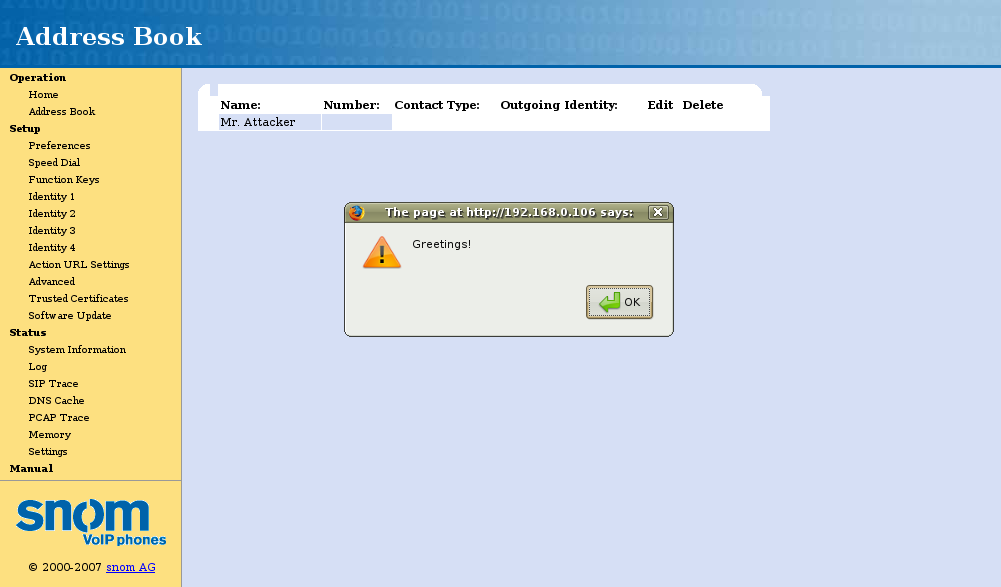 Address Book
Operation
Home
Address Book
Setup
Preferences
Speed Dial
Function Keys
Identity 1
Identity 2
Identity 3
Identity 4
Action URL Settings
Advanced
Trusted Certificates
Software Update
Status
System Information
Log
SIP Trace
DNS Cache
PCAP Trace
Memory
Settings
Manual
snom
VoIP phones
© 2000-2007 snom AG
Name: Number: Contact Type: Outgoing Identity: Edit Delete
Mr. Attacker
The page at http://192.168.0.106 says:
Greetings!
OK